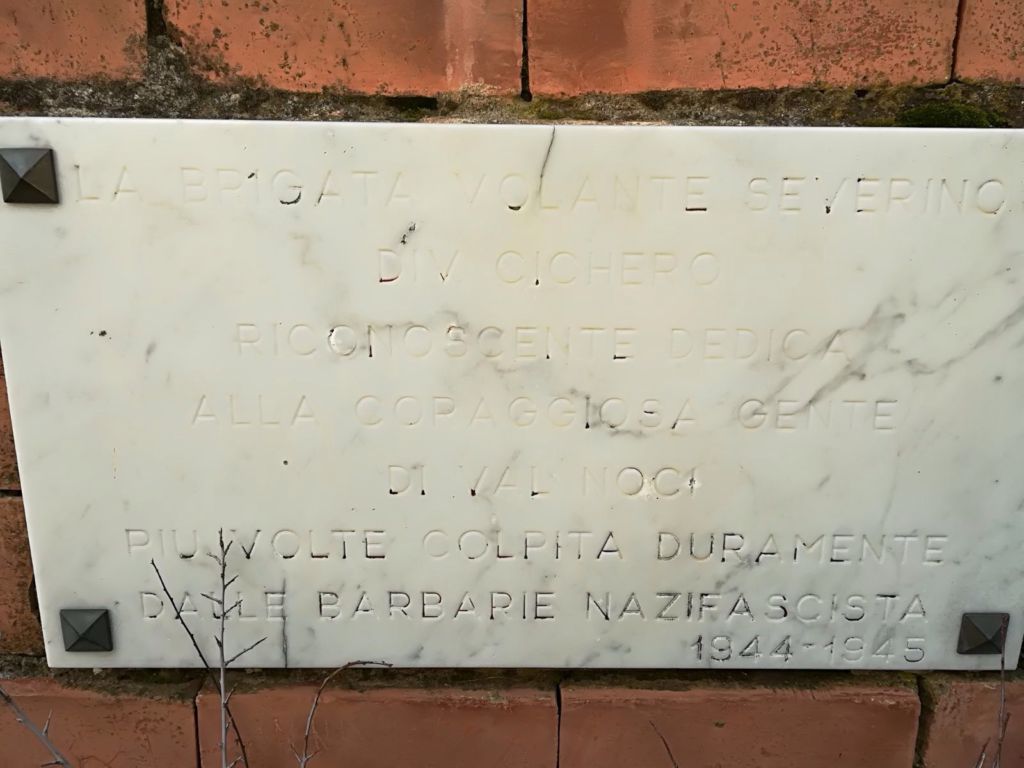 LA BRIGATA VOLANTE SEVERINO
DIV CICHERO
RICONOSCENTE DEDICA
ALLA CORAGGIOSA GENTE
DI VAL NOCI
PIU VOLTE COLPITA DURAMENTE
DALLE BARBARIE NAZIFASCISTA
1944-1945